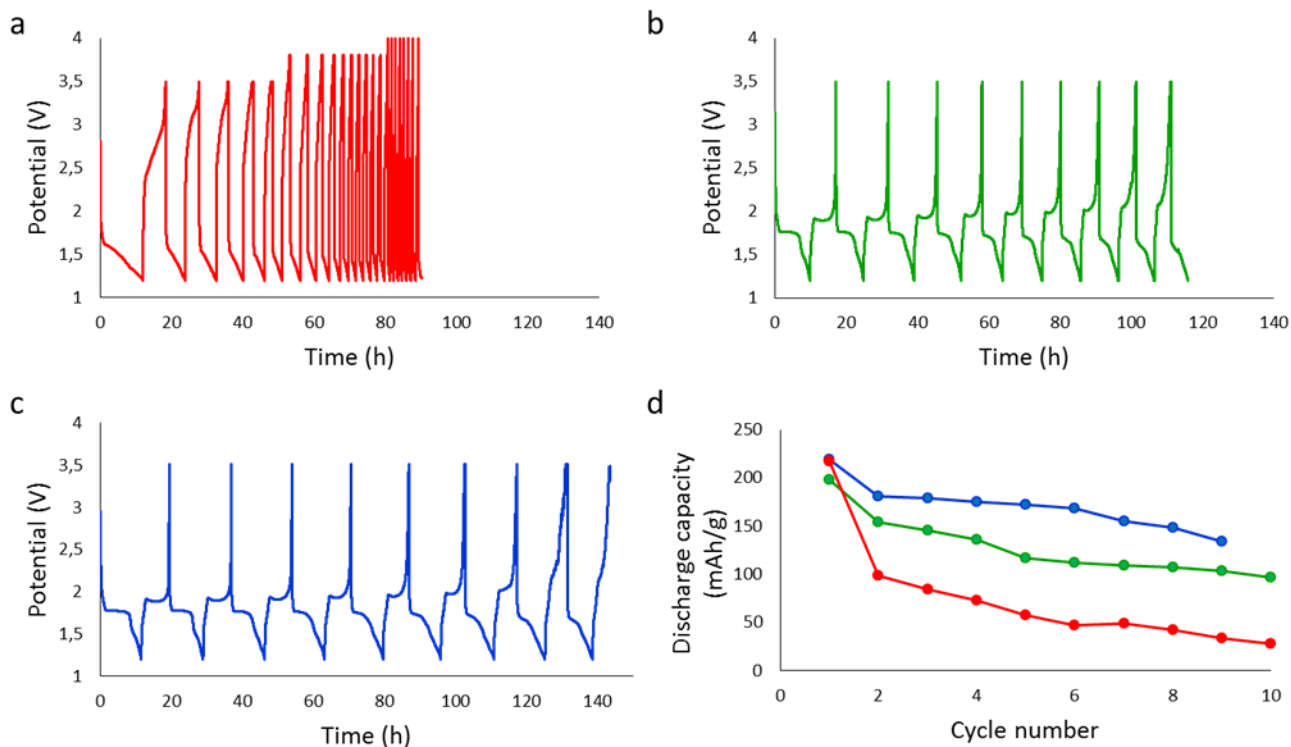 a
Potential (V)
4
3,5
3
2,5
2
1,5
1
0 20 40 60 80 100 120 140
Time (h)
b
Potential (V)
4
3,5
3
2,5
2
1,5
1
0 20 40 60 80 100 120 140
Time (h)
c
Potential (V)
4
3,5
3
2,5
2
1,5
1
0 20 40 60 80 100 120 140
Time (h)
d
Discharge capacity
(mAh/g)
250
200
150
100
50
0
0 2 4 6 8 10
Cycle number